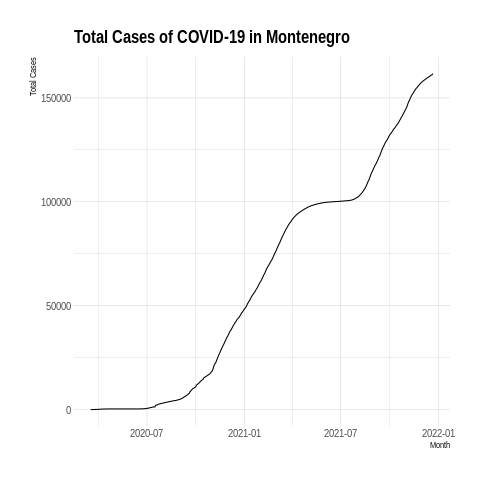 Total Cases of COVID-19 in Montenegro
Total Cases
150000
100000
50000
0
2020-07 2021-01 2021-07 2022-01
Month